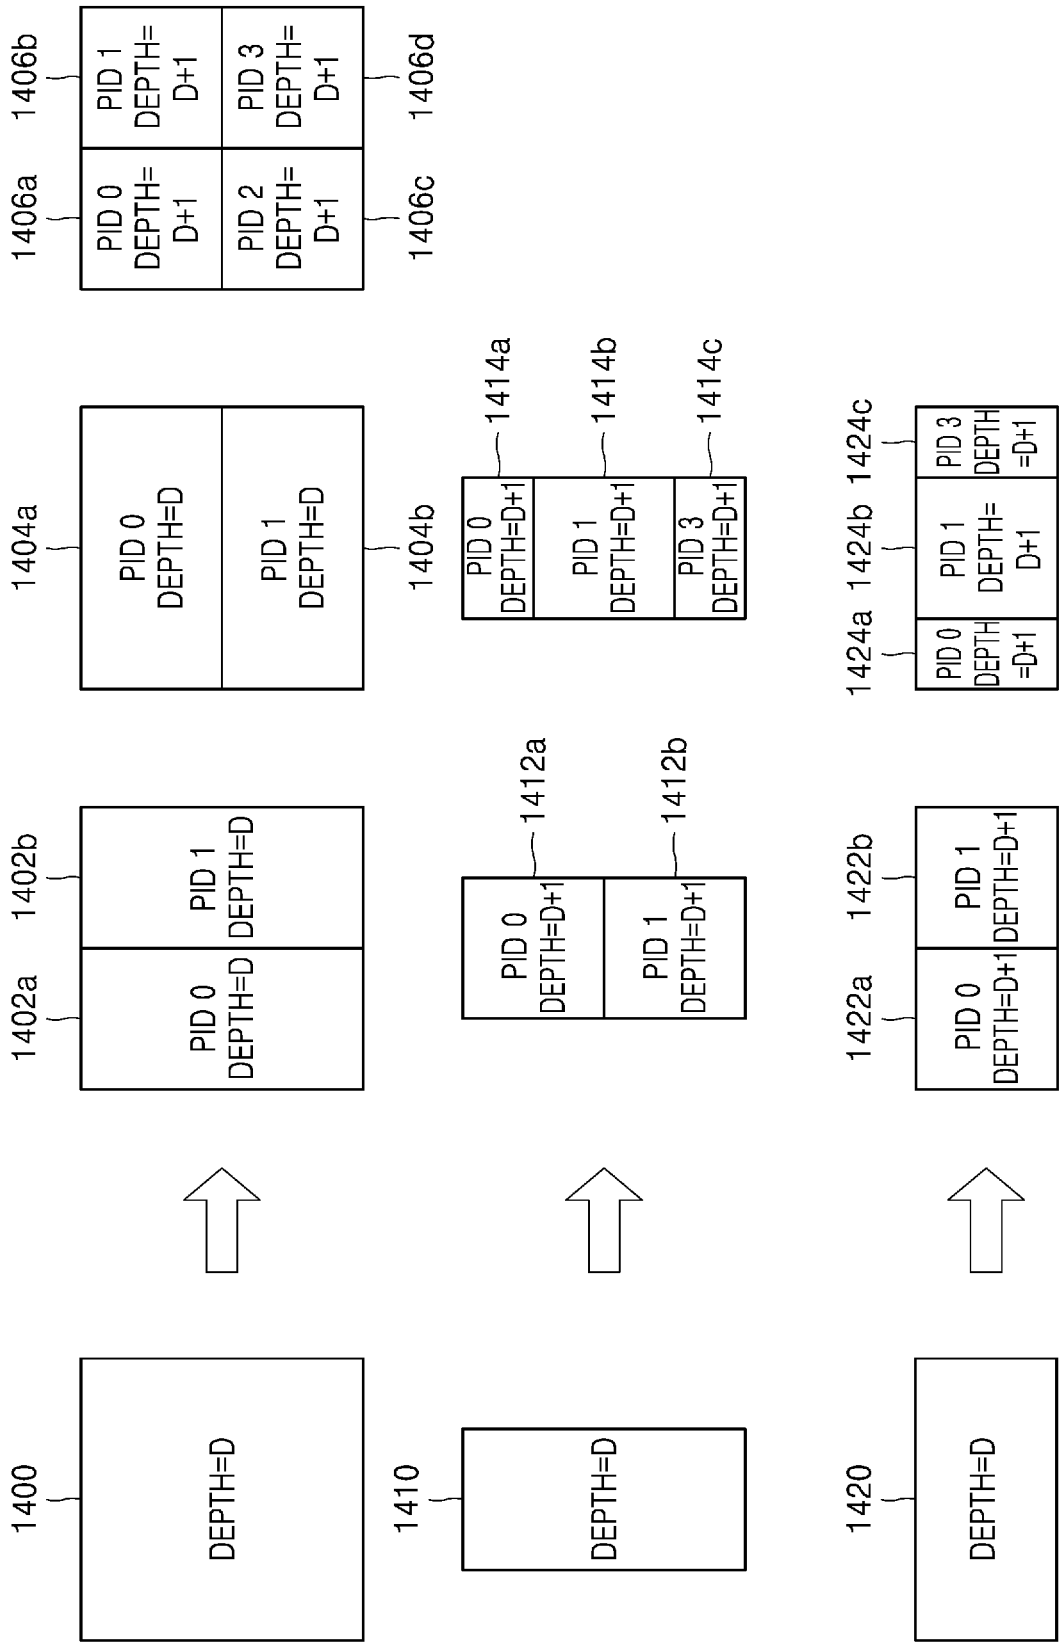 1400
DEPTH=D
1402a
1402b
PID 0
DEPTH=D
PID 1
DEPTH=D
1404a
PID 0
DEPTH=D
PID 1
DEPTH=D
1404b
1406a
1406b
PID 0
DEPTH=
D+1
PID 1
DEPTH=
D+1
PID 2
DEPTH=
D+1
PID 3
DEPTH=
D+1
1406c
1406d
1410
DEPTH=D
PID 0
DEPTH=D+1
1412a
PID 1
DEPTH=D+1
1412b
PID 0
DEPTH=D+1
1414a
PID 1
DEPTH=D+1
1414b
PID 3
DEPTH=D+1
1414c
1420
DEPTH=D
1422a
1422b
PID 0
DEPTH=D+1
PID 1
DEPTH=D+1
1424a
1424b
1424c
PID 0
DEPTH
=D+1
PID 1
DEPTH=
D+1
PID 3
DEPTH
=D+1